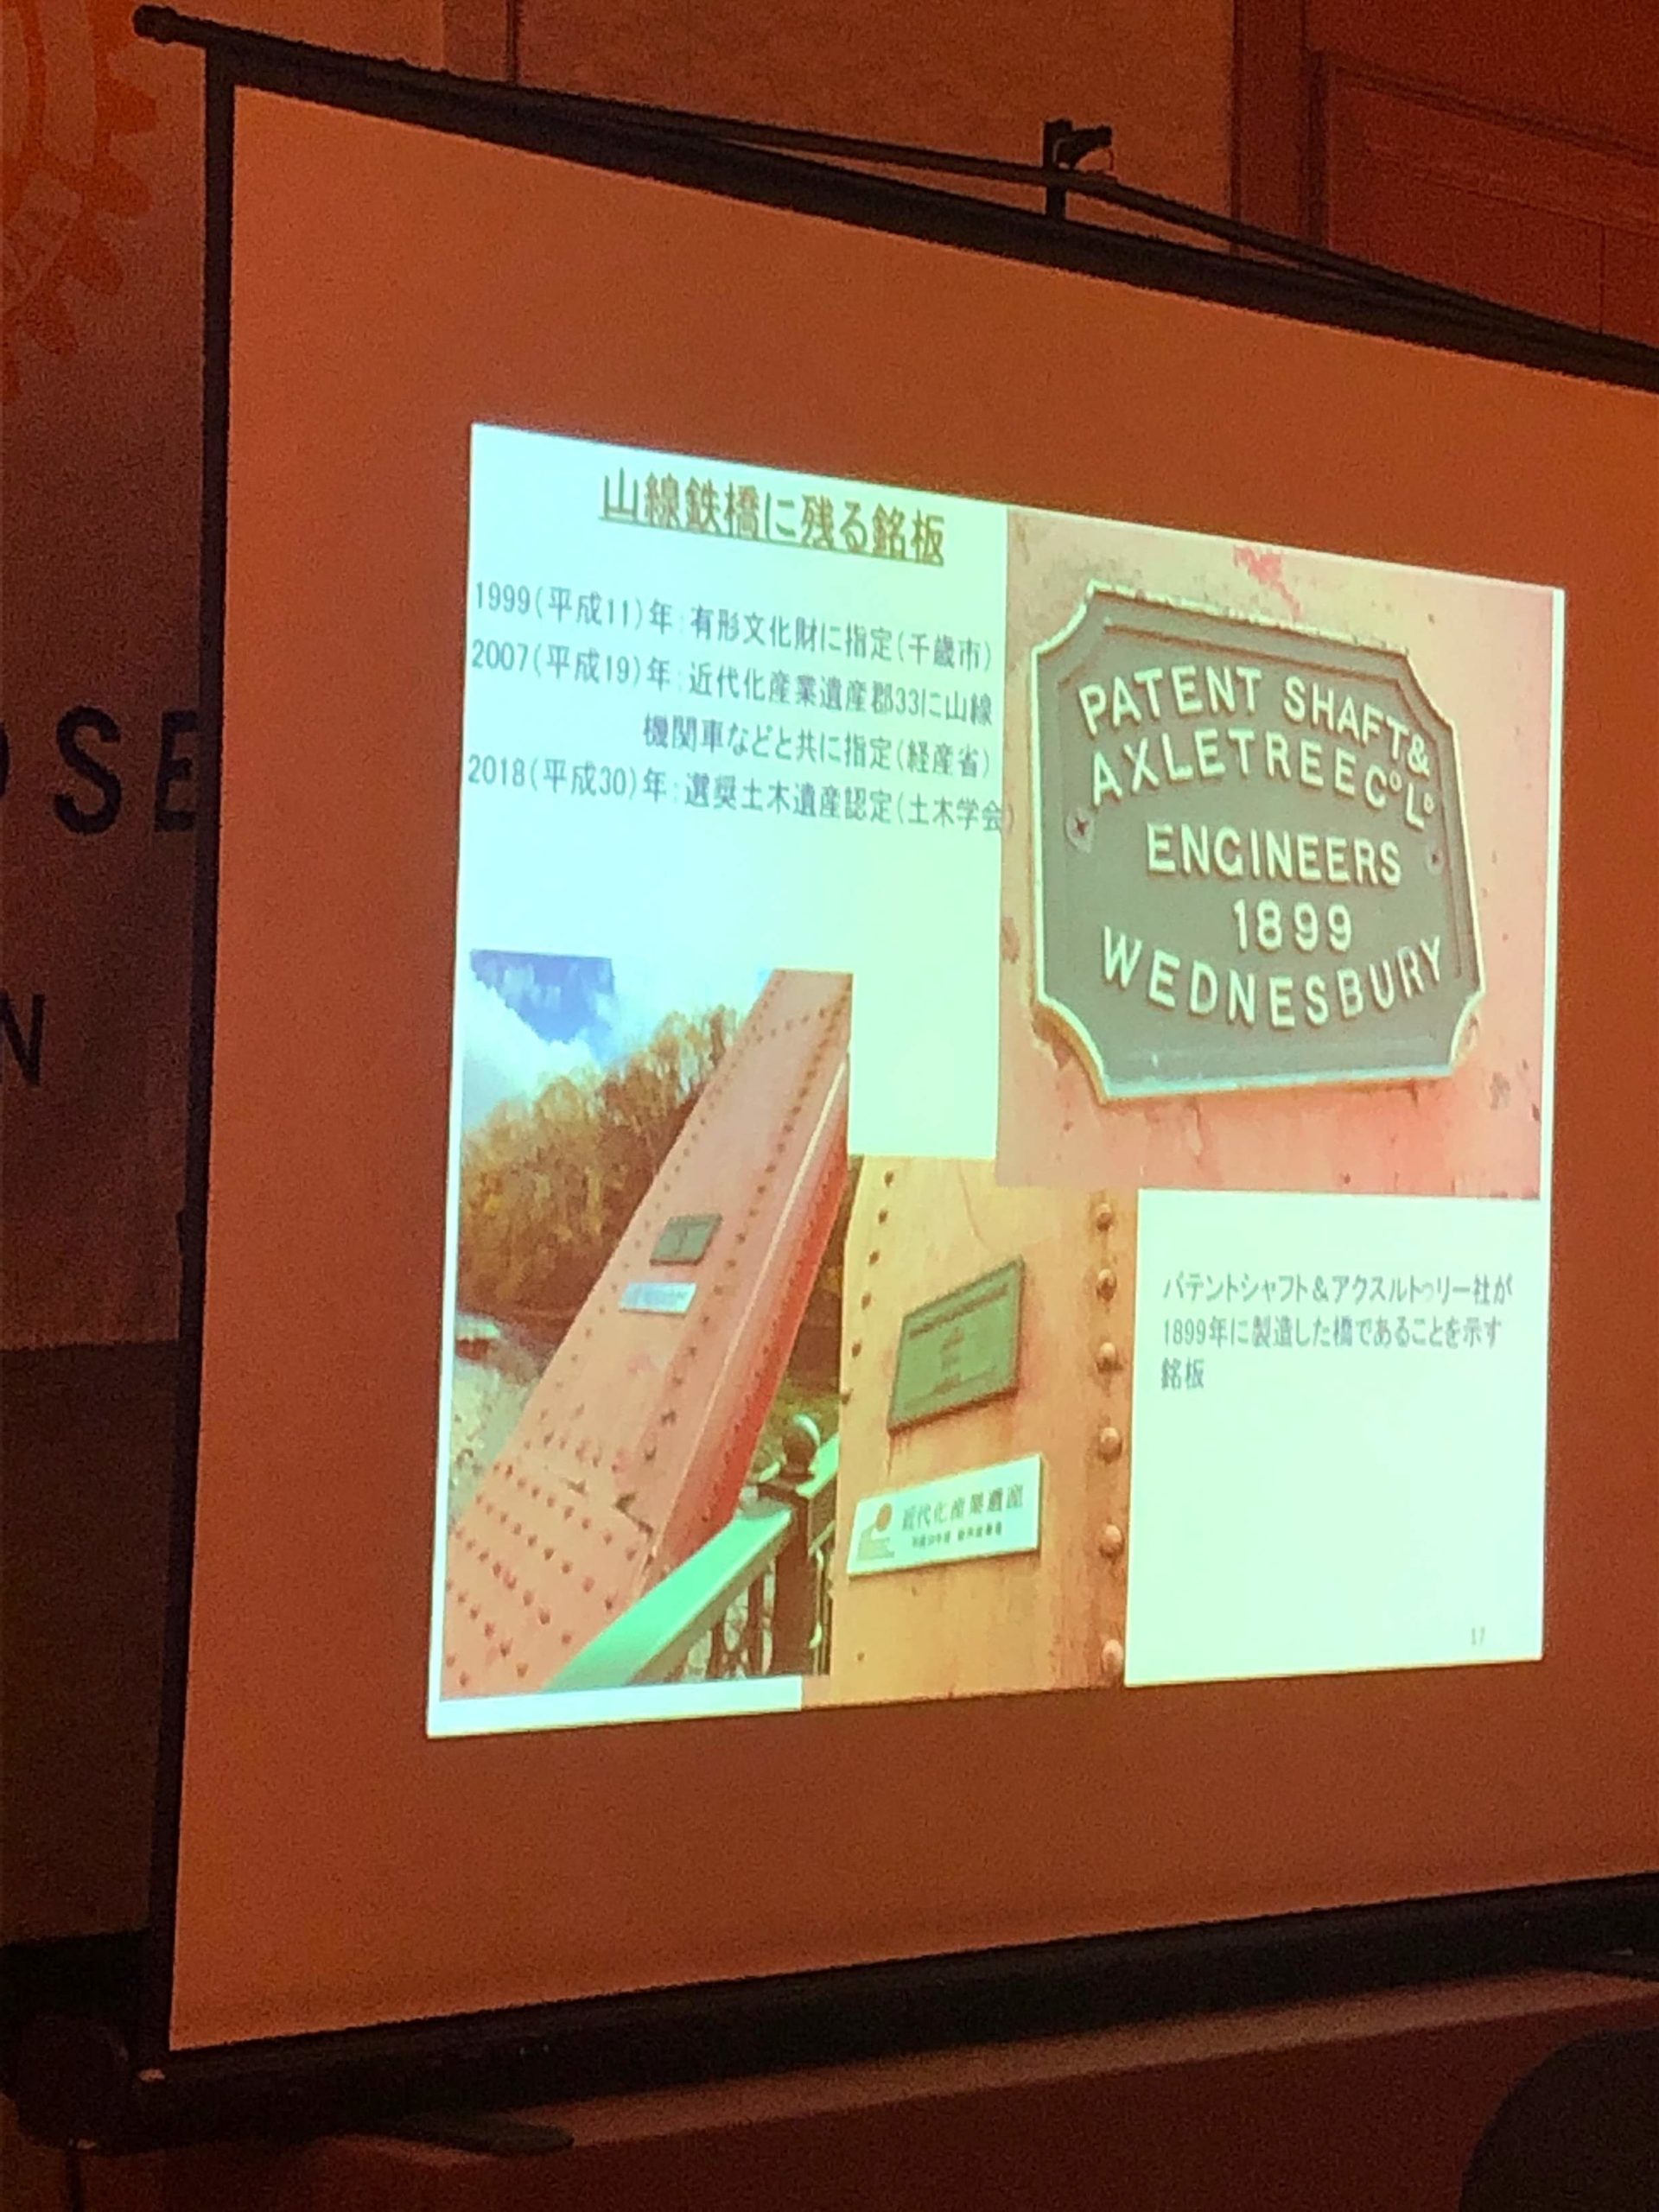 山線鉄橋に残る銘板
1999(平成11)年:有形文化財に指定(千歳市)
2007(平成19)年:近代化産業遺産郡33に山線
機関車などと共に指定(経産省)
2018(平成30)年:選奨土木遺産認定(土木学会)
PATENT SHAFT &
AXLETREE Cº Lº
ENGINEERS
1899
WEDNESBURY
パテントシャフト&アクスルトゥリー社が
1899年に製造した橋であることを示す
銘板
近代化産業遺産
17
SE
N